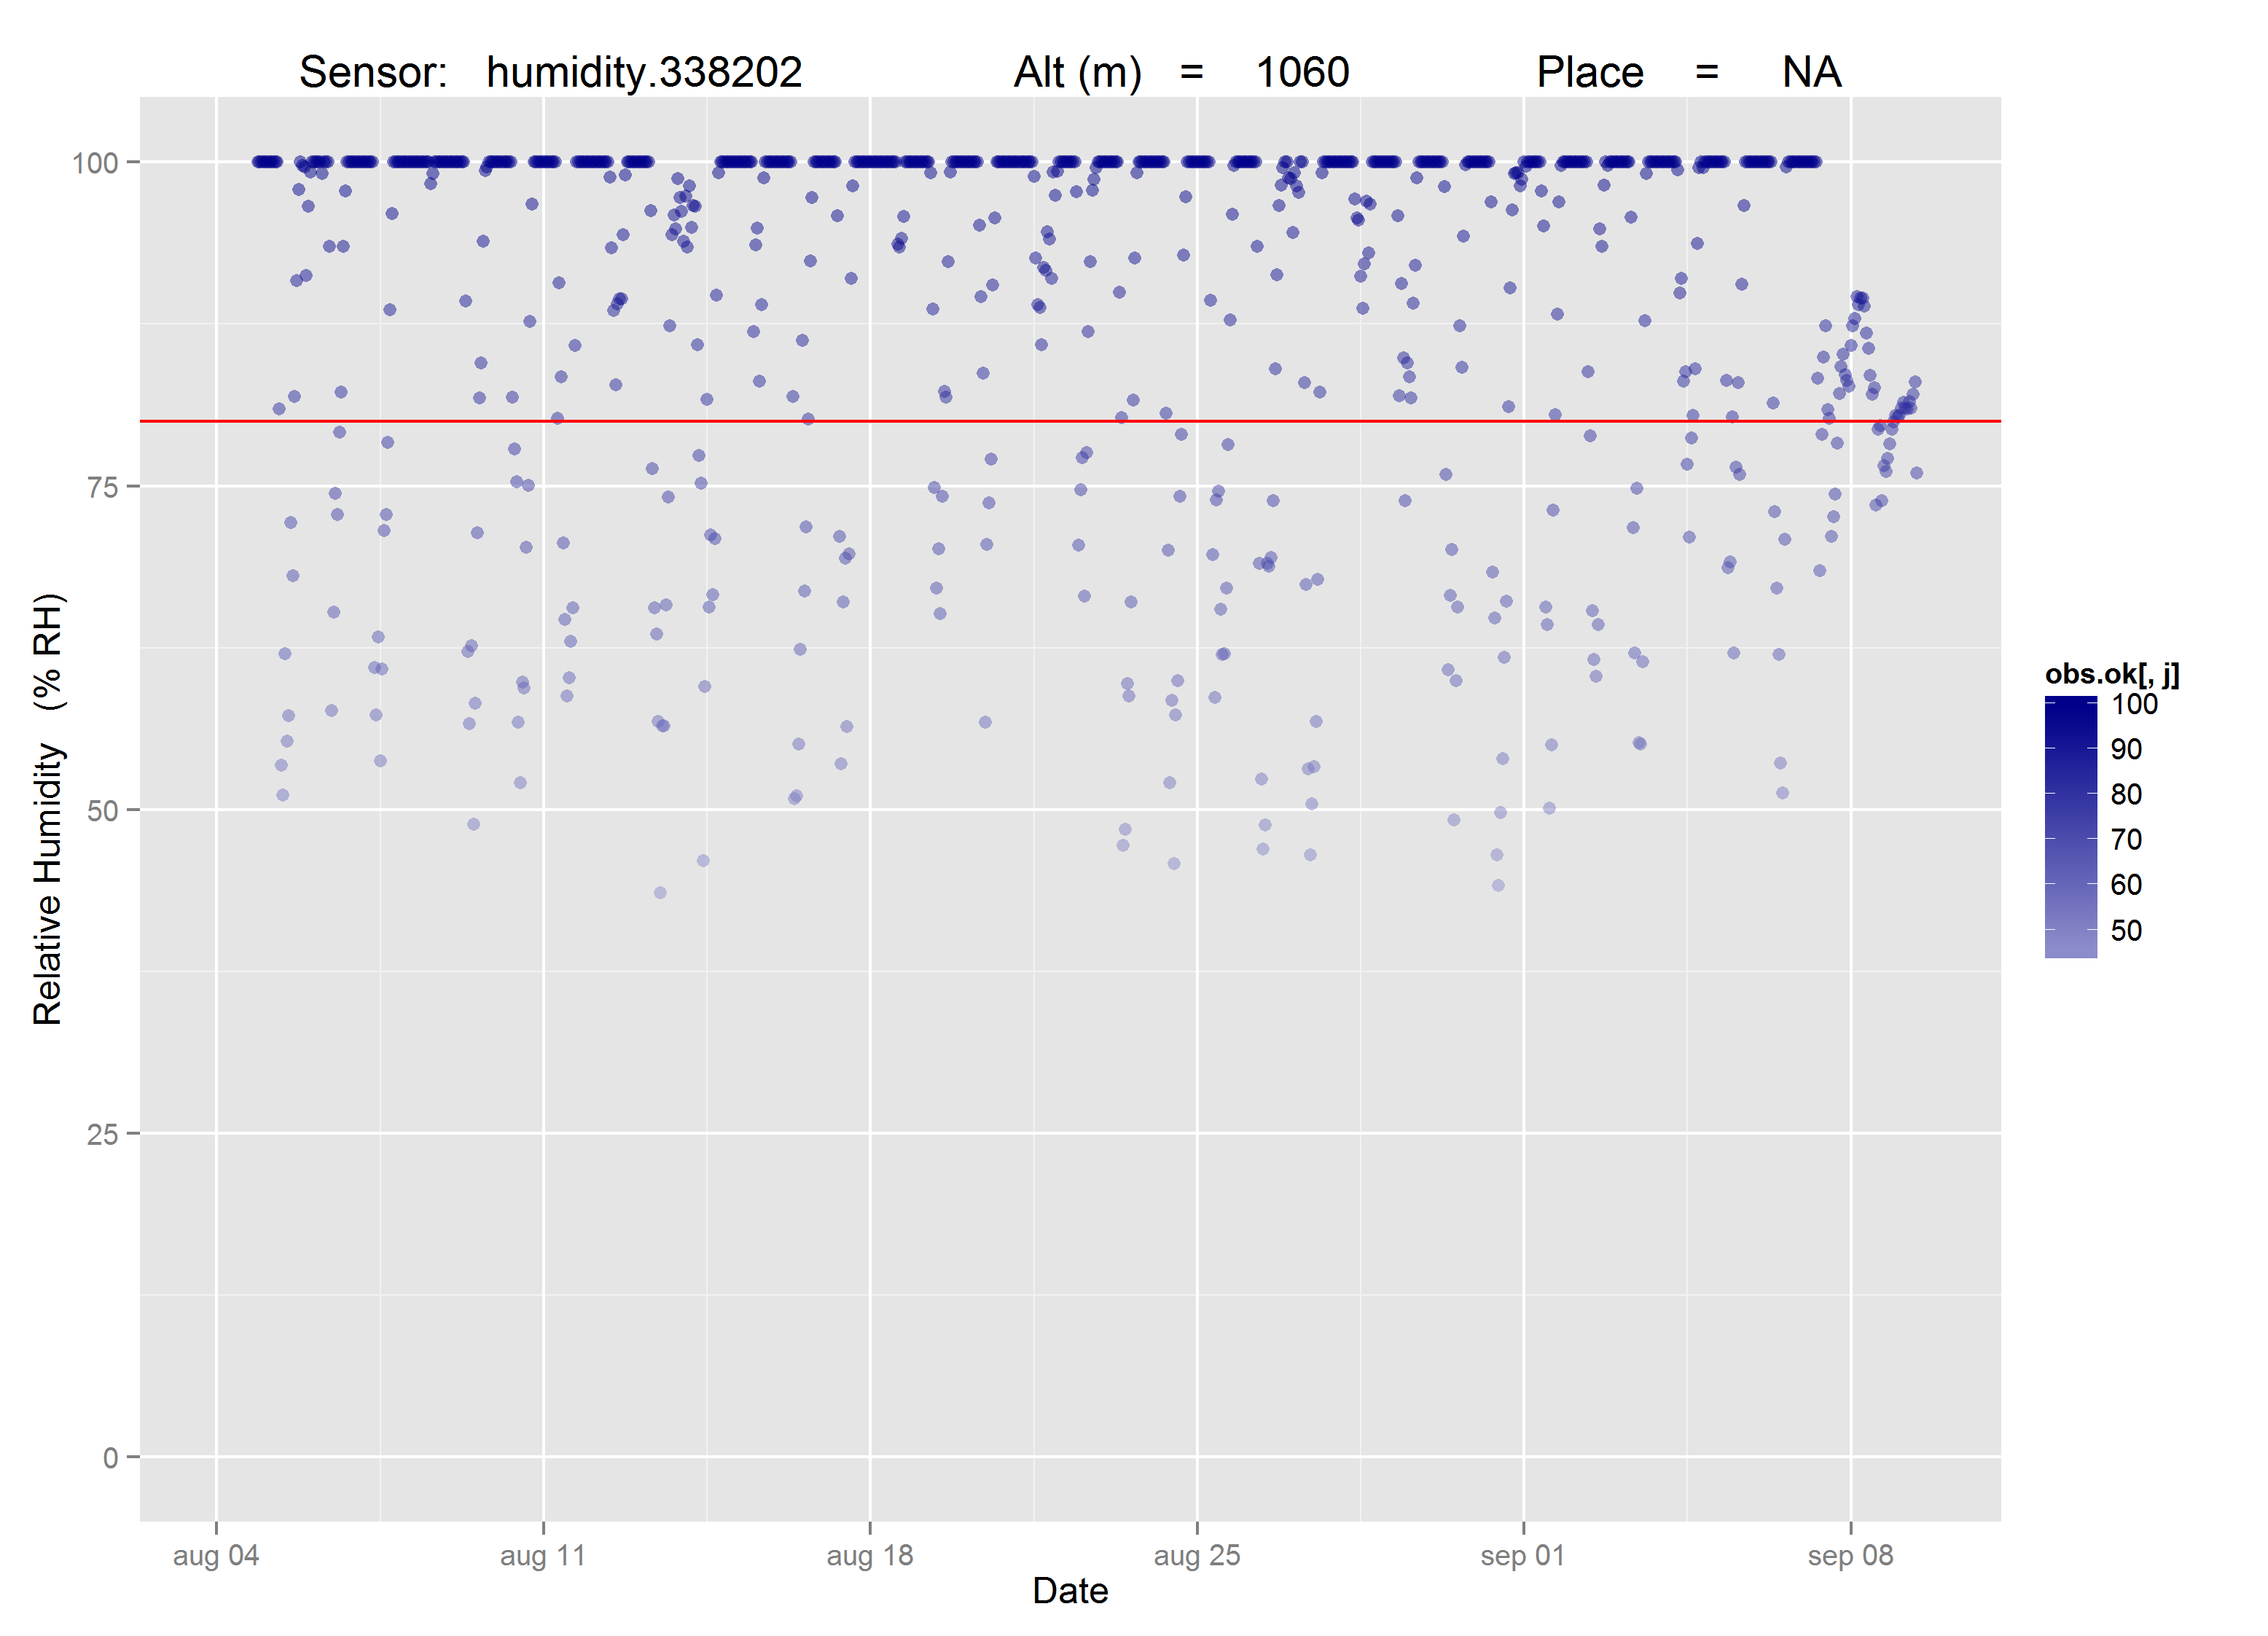 Sensor: humidity.338202 Alt (m) = 1060 Place = NA
100
75
50
25
0
Relative Humidity (% RH)
aug 04 aug 11 aug 18 aug 25 sep 01 sep 08
Date
obs.ok[, j]
100
90
80
70
60
50